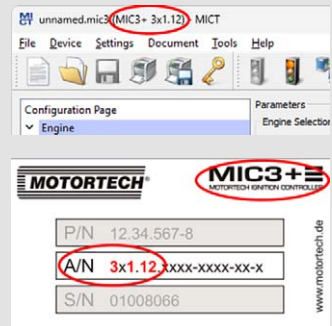 unnamed.mic3 (MIC3+ 3x1.12) - MICT
File Device Settings Document Tools Help
Configuration Page
Engine
Parameters
Engine Selection
MOTORTECH®
MIC3+
MOTORTECH IGNITION CONTROLLER
P/N 12.34.567-8
A/N 3x1.12.xxxx-xxxx-xx-x
S/N 01008066
www.motortech.de